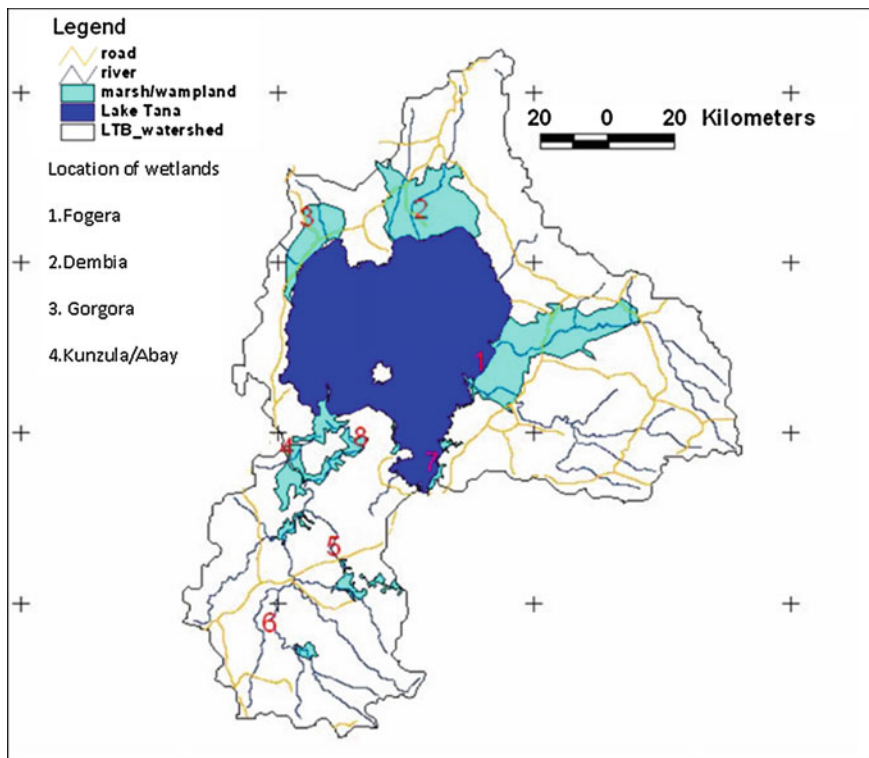 Legend
road
river
marsh/wampland
Lake Tana
LTB_watershed
20 0 20 Kilometers
Location of wetlands
1.Fogera
2.Dembia
3. Gorgora
4.Kunzula/Abay
3
2
1
4
8
7
5
6